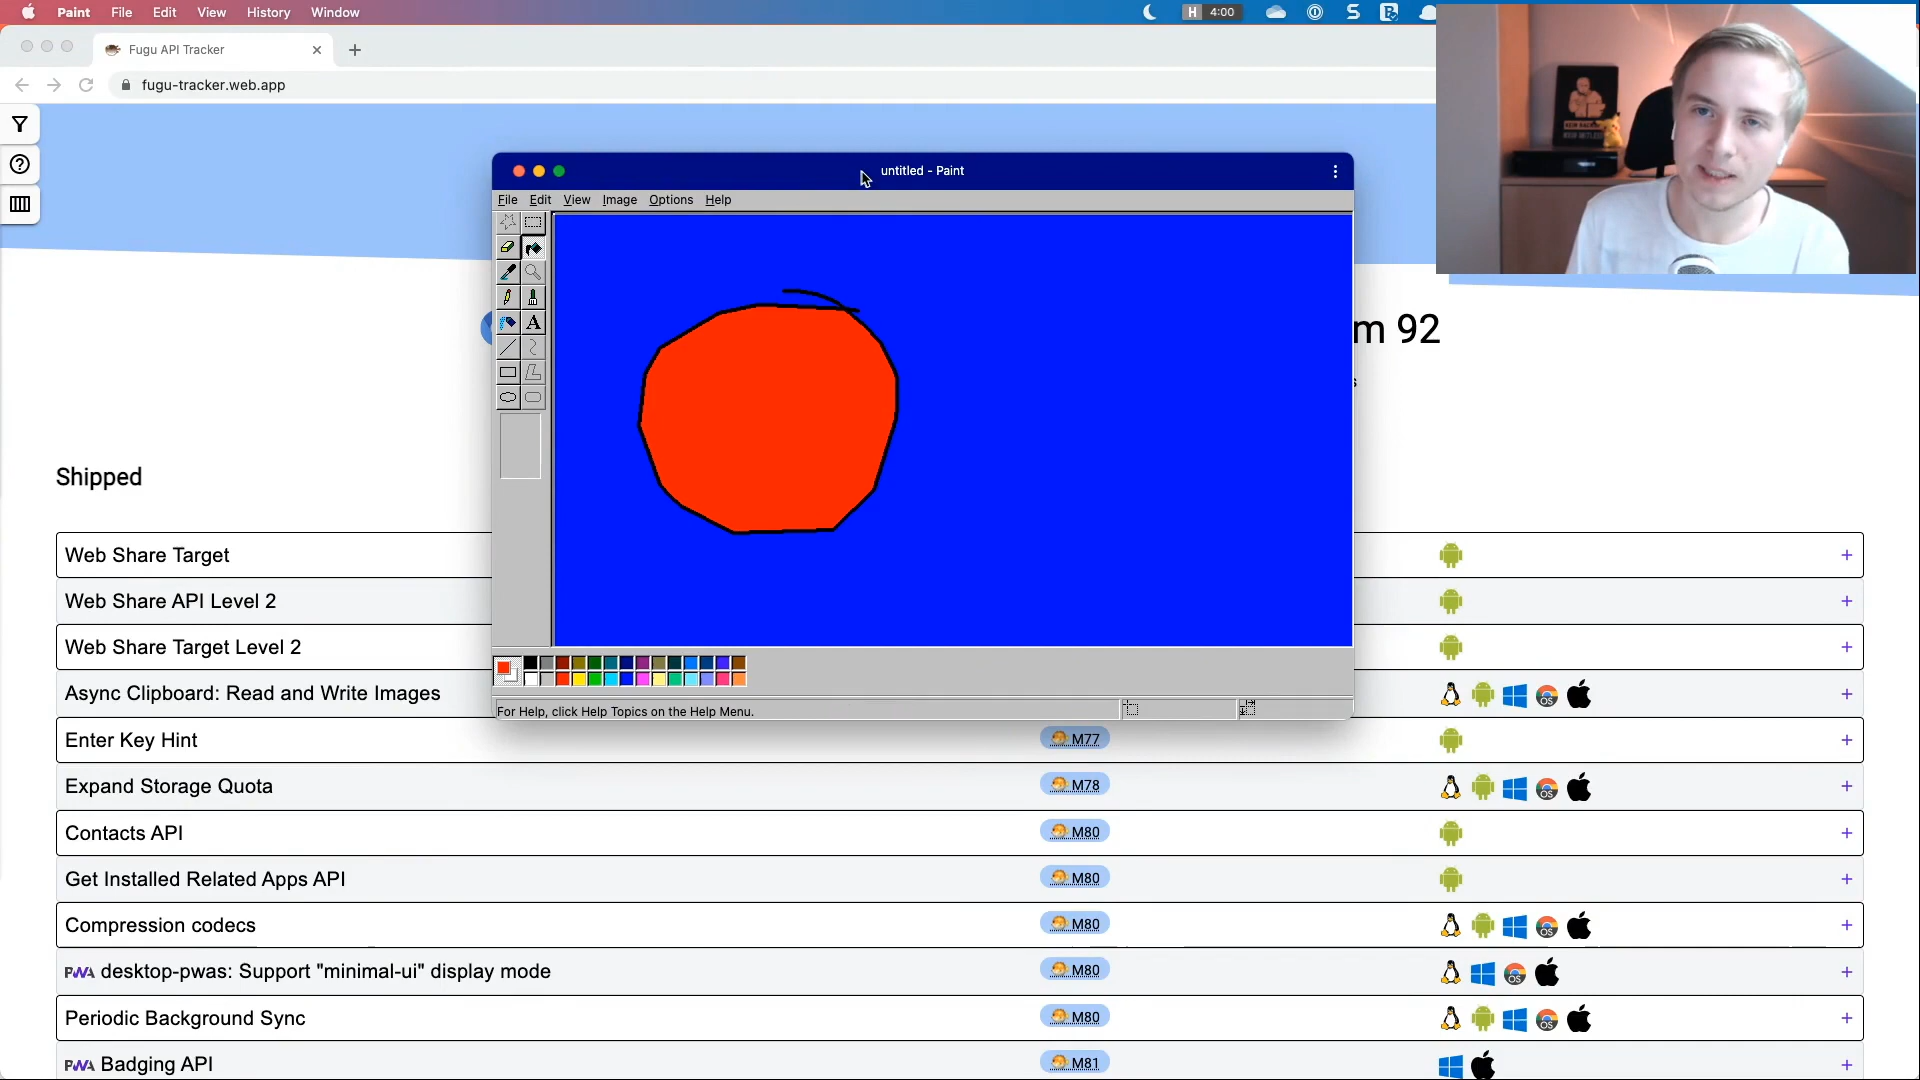 Paint File Edit View History Window
H 4:00
Fugu API Tracker
fugu-tracker.web.app
untitled - Paint
File Edit View Image Options Help
A
m 92
s
Shipped
Web Share Target +
Web Share API Level 2 +
Web Share Target Level 2 +
Async Clipboard: Read and Write Images +
For Help, click Help Topics on the Help Menu.
Enter Key Hint M77 +
Expand Storage Quota M78 +
Contacts API M80 +
Get Installed Related Apps API M80 +
Compression codecs M80 +
PWA desktop-pwas: Support "minimal-ui" display mode M80 +
Periodic Background Sync M80 +
PWA Badging API M81 +